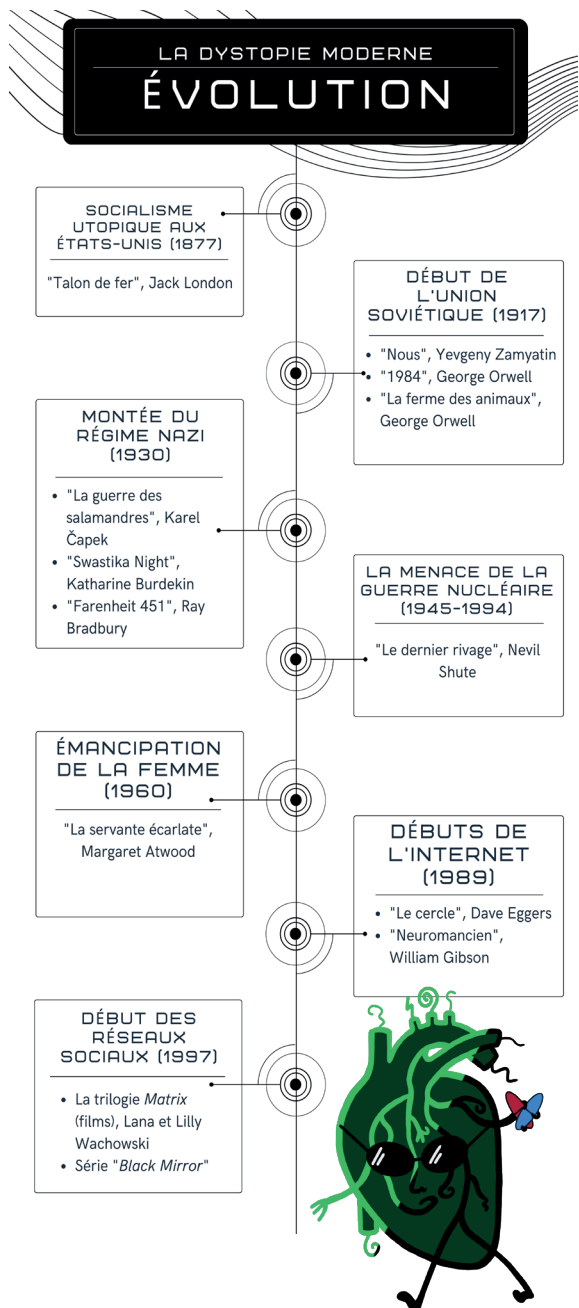 LA DYSTOPIE MODERNE
ÉVOLUTION
SOCIALISME
UTOPIQUE AUX
ÉTATS-UNIS (1877)
"Talon de fer", Jack London
DÉBUT DE
L'UNION
SOVIÉTIQUE (1917)
• "Nous", Yevgeny Zamyatin
• "1984", George Orwell
• "La ferme des animaux",
George Orwell
MONTÉE DU
RÉGIME NAZI
(1930)
• "La guerre des
salamandres", Karel
Čapek
• "Swastika Night",
Katharine Burdekin
• "Farenheit 451", Ray
Bradbury
LA MENACE DE LA
GUERRE NUCLÉAIRE
(1945-1994)
"Le dernier rivage", Nevil
Shute
ÉMANCIPATION
DE LA FEMME
(1960)
"La servante écarlate",
Margaret Atwood
DÉBUTS DE
L'INTERNET
(1989)
• "Le cercle", Dave Eggers
• "Neuromancien",
William Gibson
DÉBUT DES
RÉSEAUX
SOCIAUX (1997)
• La trilogie Matrix
(films), Lana et Lilly
Wachowski
• Série "Black Mirror"